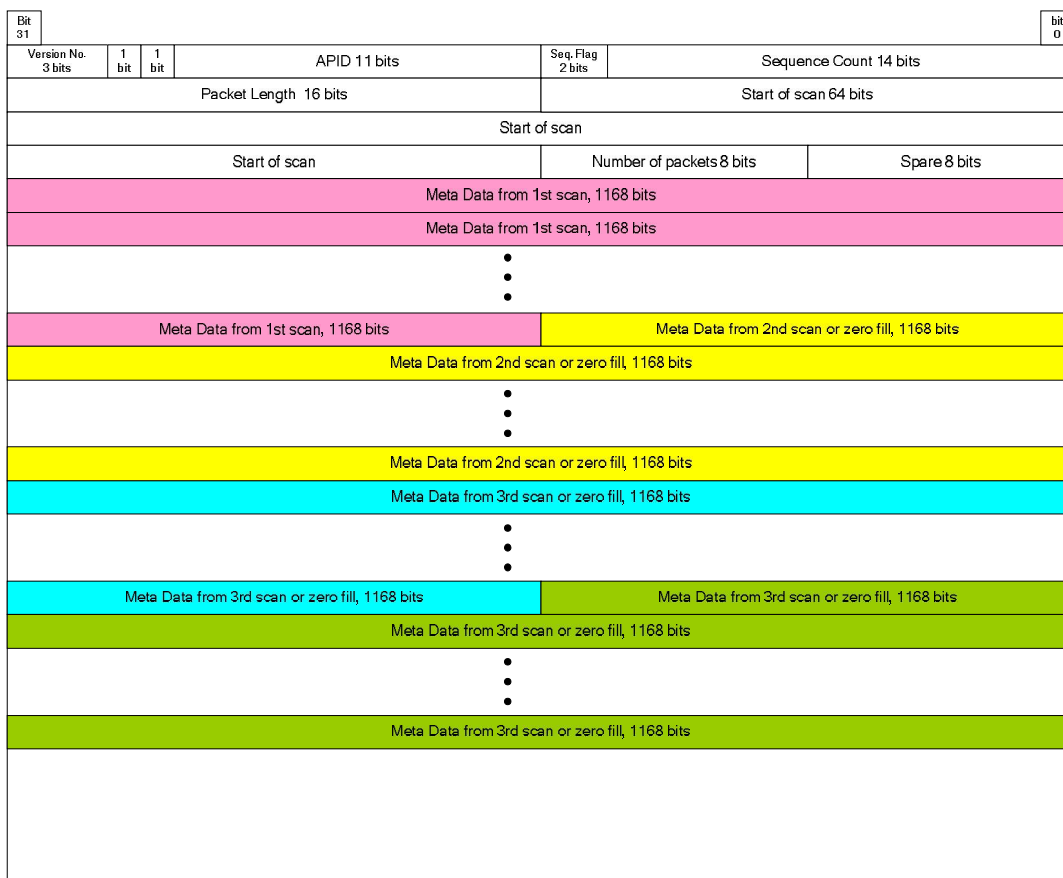 Bit
31
bit
0
Version No.
3 bits
1
bit
1
bit
APID 11 bits
Seq. Flag
2 bits
Sequence Count 14 bits
Packet Length 16 bits
Start of scan 64 bits
Start of scan
Start of scan
Number of packets 8 bits
Spare 8 bits
Meta Data from 1st scan, 1168 bits
Meta Data from 1st scan, 1168 bits
Meta Data from 1st scan, 1168 bits
Meta Data from 2nd scan or zero fill, 1168 bits
Meta Data from 2nd scan or zero fill, 1168 bits
Meta Data from 2nd scan or zero fill, 1168 bits
Meta Data from 3rd scan or zero fill, 1168 bits
Meta Data from 3rd scan or zero fill, 1168 bits
Meta Data from 3rd scan or zero fill, 1168 bits
Meta Data from 3rd scan or zero fill, 1168 bits
Meta Data from 3rd scan or zero fill, 1168 bits